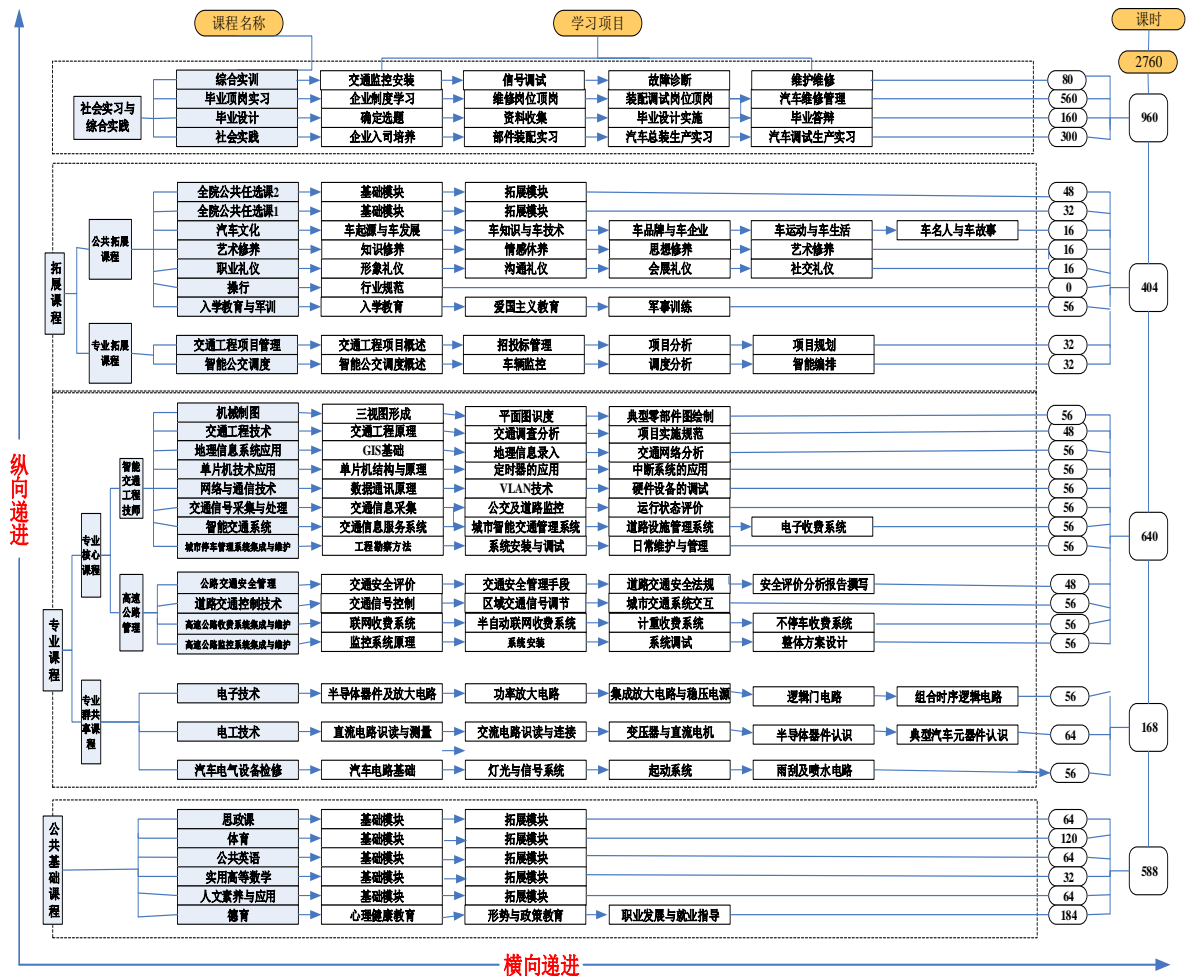 课程名称 学习项目 课时
2760
社会实习与综合实践
综合实训 交通监控安装 信号调试 故障诊断 维护维修 80
毕业顶岗实习 企业制度学习 维修岗位顶岗 装配调试岗位顶岗 汽车维修管理 560
毕业设计 确定选题 资料收集 毕业设计实施 毕业答辩 160
社会实践 企业入司培养 部件装配实习 汽车总装生产实习 汽车调试生产实习 300
960
拓展课程
公共拓展课程
全院公共任选课2 基础模块 拓展模块 48
全院公共任选课1 基础模块 拓展模块 32
汽车文化 车起源与车发展 车知识与车技术 车品牌与车企业 车运动与车生活 车名人与车故事 16
艺术修养 知识修养 情感休养 思想修养 艺术修养 16
职业礼仪 形象礼仪 沟通礼仪 会展礼仪 社交礼仪 16
操行 行业规范 0
入学教育与军训 入学教育 爱国主义教育 军事训练 56
404
专业拓展课程
交通工程项目管理 交通工程项目概述 招投标管理 项目分析 项目规划 32
智能公交调度 智能公交调度概述 车辆监控 调度分析 智能编排 32
纵向递进
专业课程
专业核心课程
智能交通工程技师
机械制图 三视图形成 平面图识度 典型零部件图绘制 56
交通工程技术 交通工程原理 交通调查分析 项目实施规范 48
地理信息系统应用 GIS基础 地理信息录入 交通网络分析 56
单片机技术应用 单片机结构与原理 定时器的应用 中断系统的应用 56
网络与通信技术 数据通讯原理 VLAN技术 硬件设备的调试 56
交通信号采集与处理 交通信息采集 公交及道路监控 运行状态评价 56
智能交通系统 交通信息服务系统 城市智能交通管理系统 道路设施管理系统 电子收费系统 56
城市停车管理系统集成与维护 工程勘察方法 系统安装与调试 日常维护与管理 56
640
高速公路管理
公路交通安全管理 交通安全评价 交通安全管理手段 道路交通安全法规 安全评价分析报告撰写 48
道路交通控制技术 交通信号控制 区域交通信号调节 城市交通系统交互 56
高速公路收费系统集成与维护 联网收费系统 半自动联网收费系统 计重收费系统 不停车收费系统 56
高速公路监控系统集成与维护 监控系统原理 系统安装 系统调试 整体方案设计 56
专业群共享课程
电子技术 半导体器件及放大电路 功率放大电路 集成放大电路与稳压电源 逻辑门电路 组合时序逻辑电路 56
电工技术 直流电路识读与测量 交流电路识读与连接 变压器与直流电机 半导体器件认识 典型汽车元器件认识 64
168
汽车电气设备检修 汽车电路基础 灯光与信号系统 起动系统 雨刮及喷水电路 56
公共基础课程
思政课 基础模块 拓展模块 64
体育 基础模块 拓展模块 120
公共英语 基础模块 拓展模块 64
实用高等数学 基础模块 拓展模块 32
人文素养与应用 基础模块 拓展模块 64
德育 心理健康教育 形势与政策教育 职业发展与就业指导 184
588
横向递进